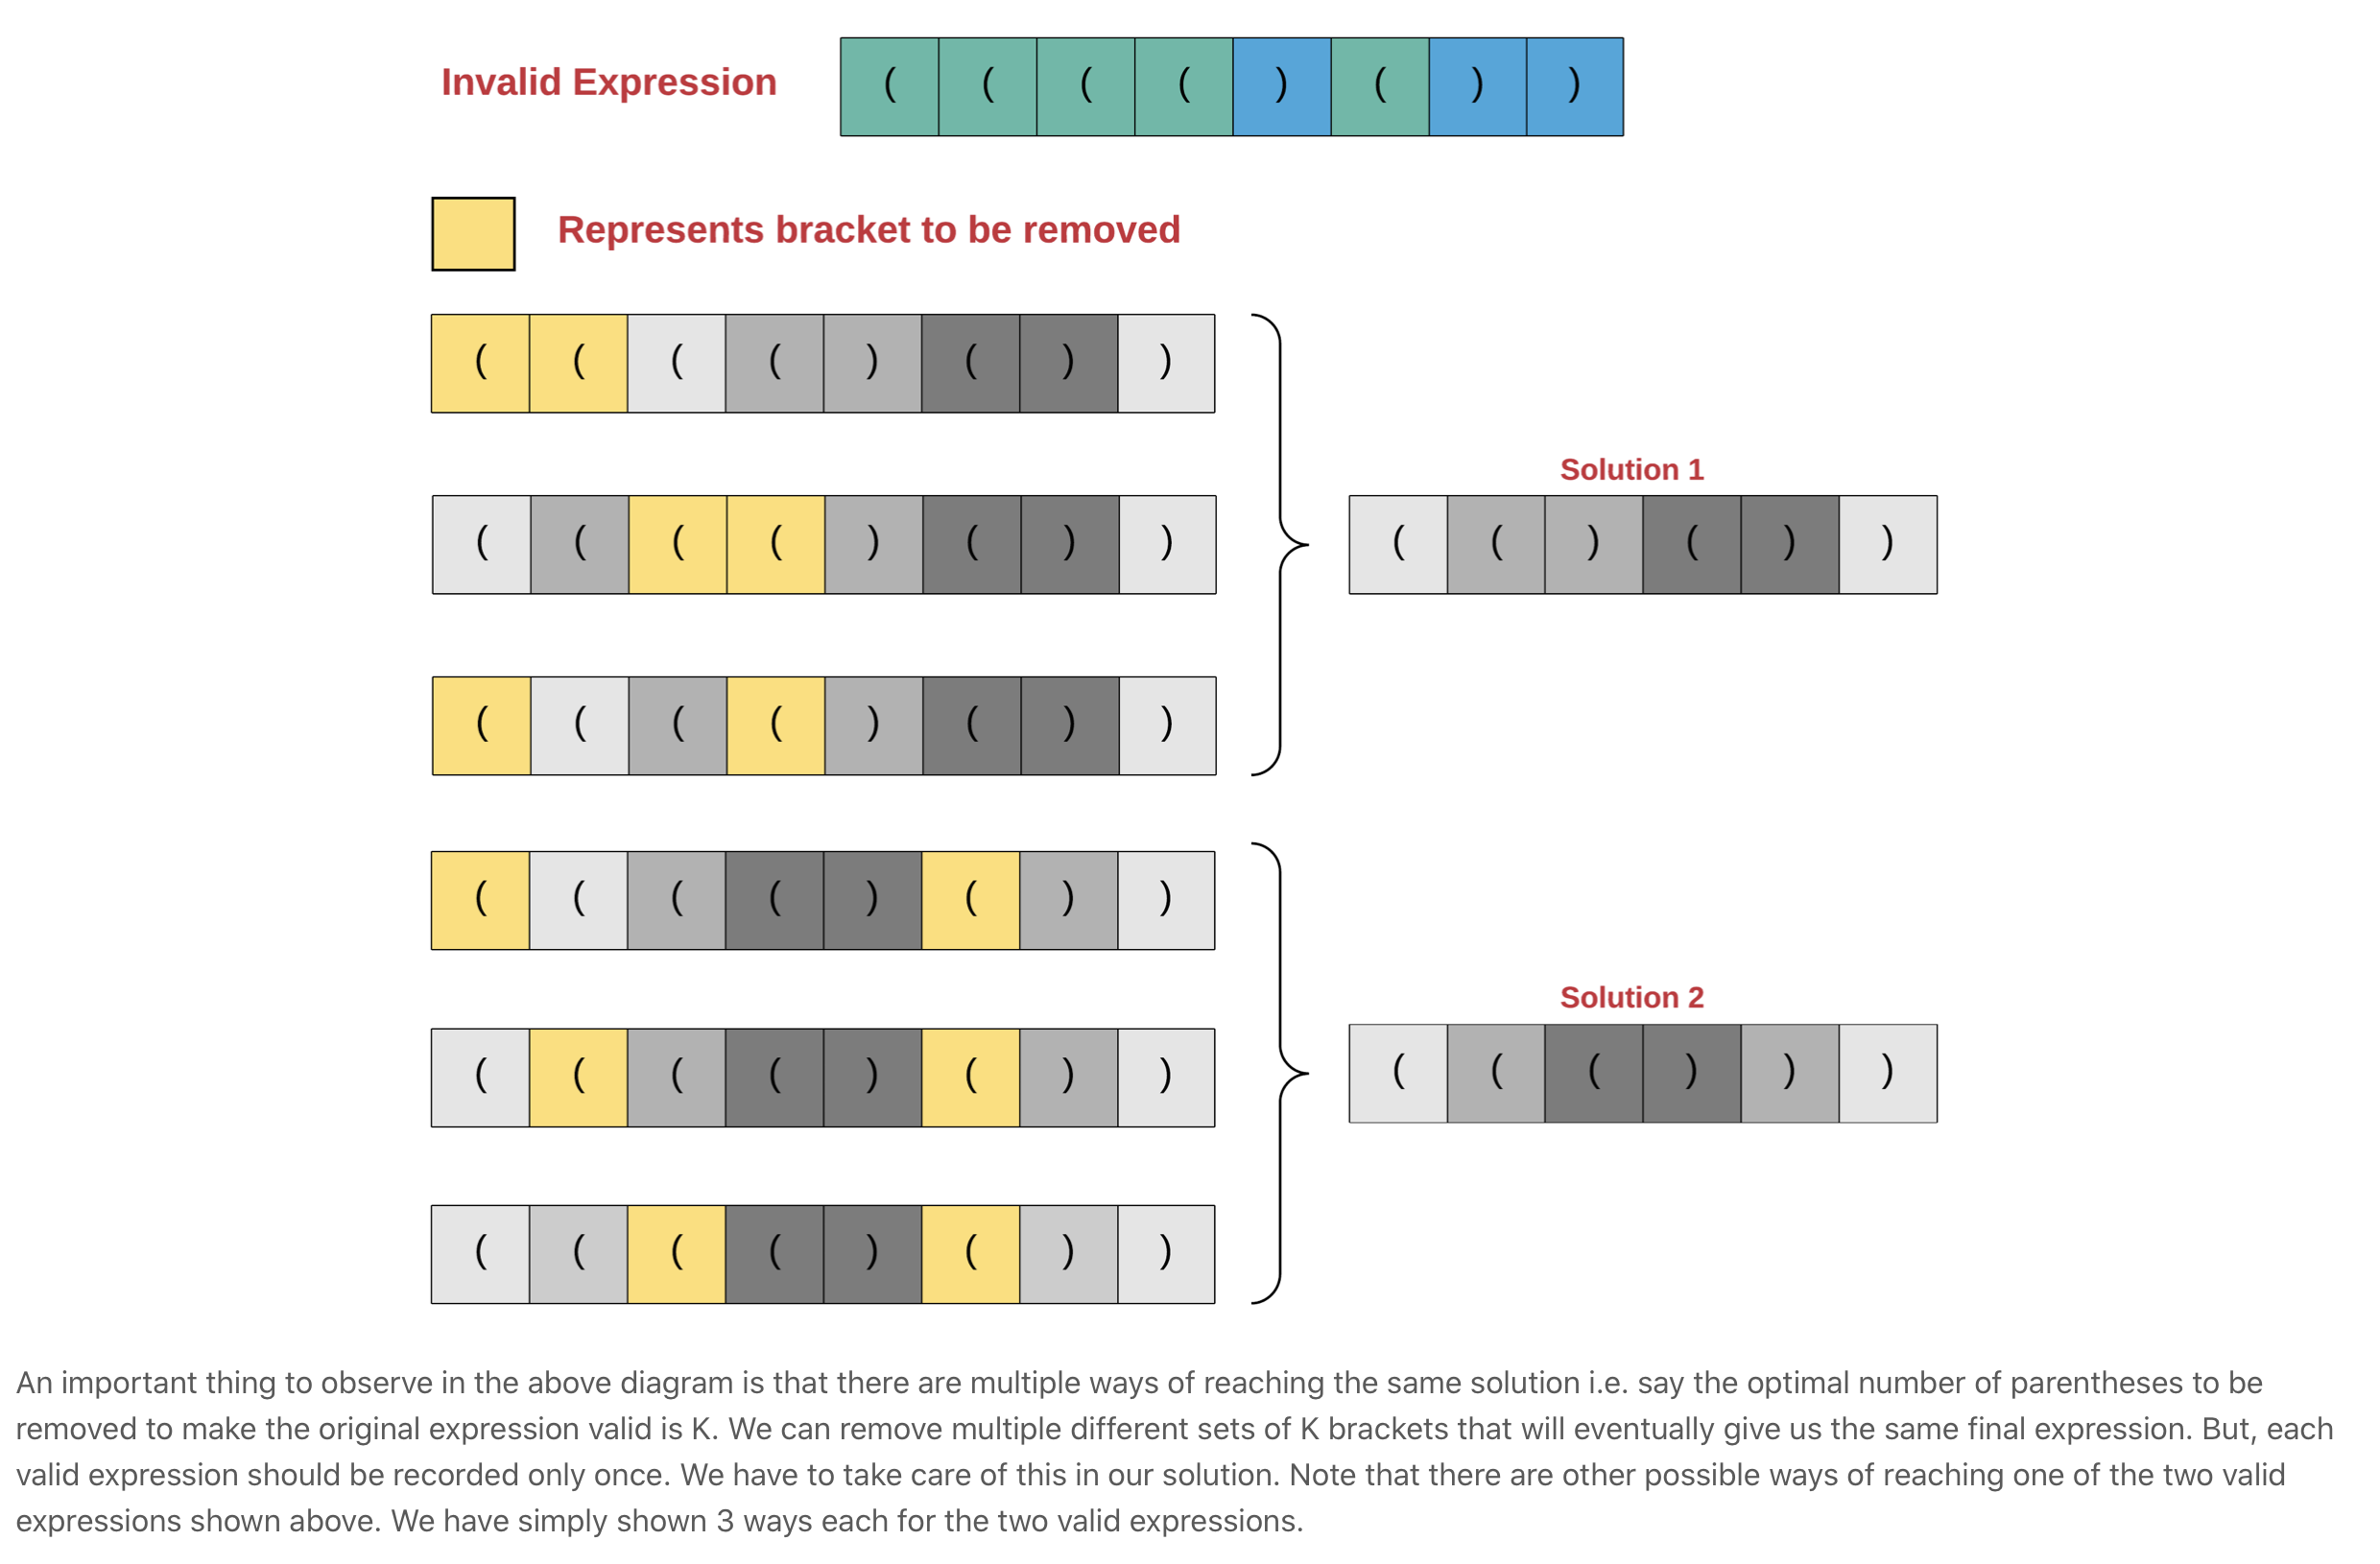 Invalid Expression ( ( ( ( ) ( ) )
Represents bracket to be removed
( ( ( ( ) ( ) )
Solution 1
( ( ( ( ) ( ) ) ( ( ) ( ) )
( ( ( ( ) ( ) )
( ( ( ( ) ( ) )
Solution 2
( ( ( ( ) ( ) ) ( ( ( ) ) )
( ( ( ( ) ( ) )
An important thing to observe in the above diagram is that there are multiple ways of reaching the same solution i.e. say the optimal number of parentheses to be
removed to make the original expression valid is K. We can remove multiple different sets of K brackets that will eventually give us the same final expression. But, each
valid expression should be recorded only once. We have to take care of this in our solution. Note that there are other possible ways of reaching one of the two valid
expressions shown above. We have simply shown 3 ways each for the two valid expressions.